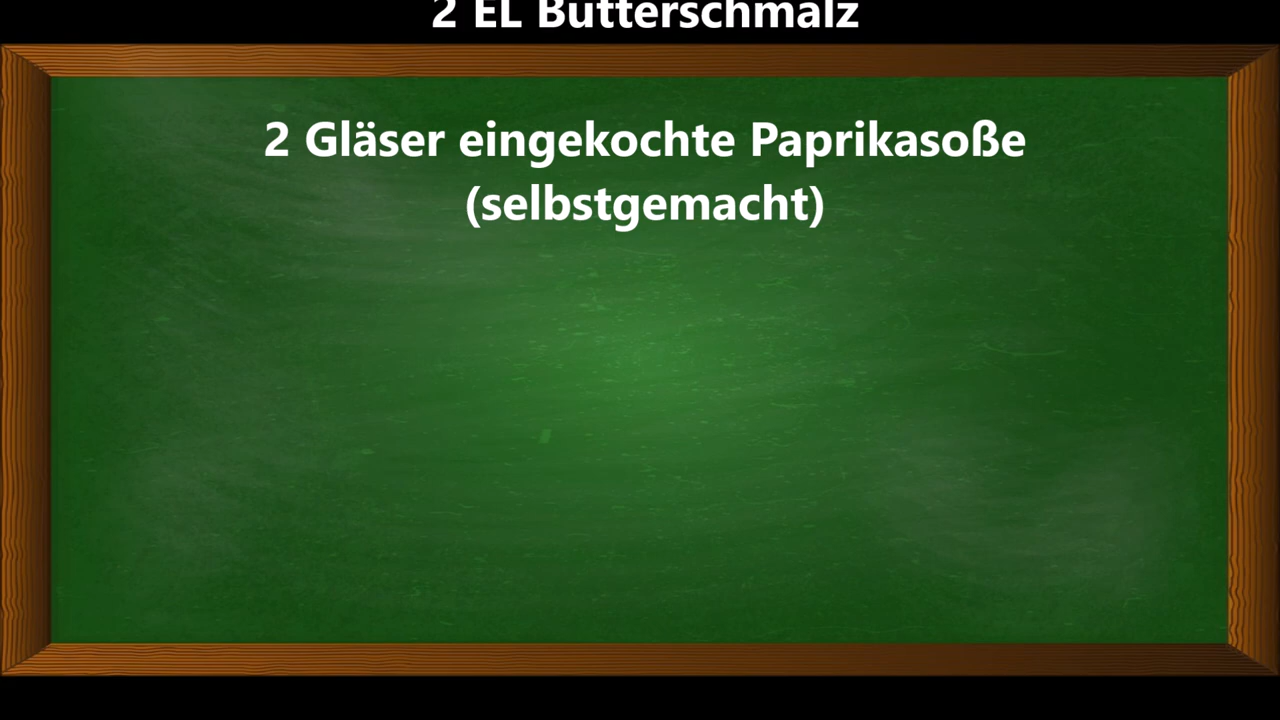 2 EL Butterschmalz
2 Gläser eingekochte Paprikasoße
(selbstgemacht)